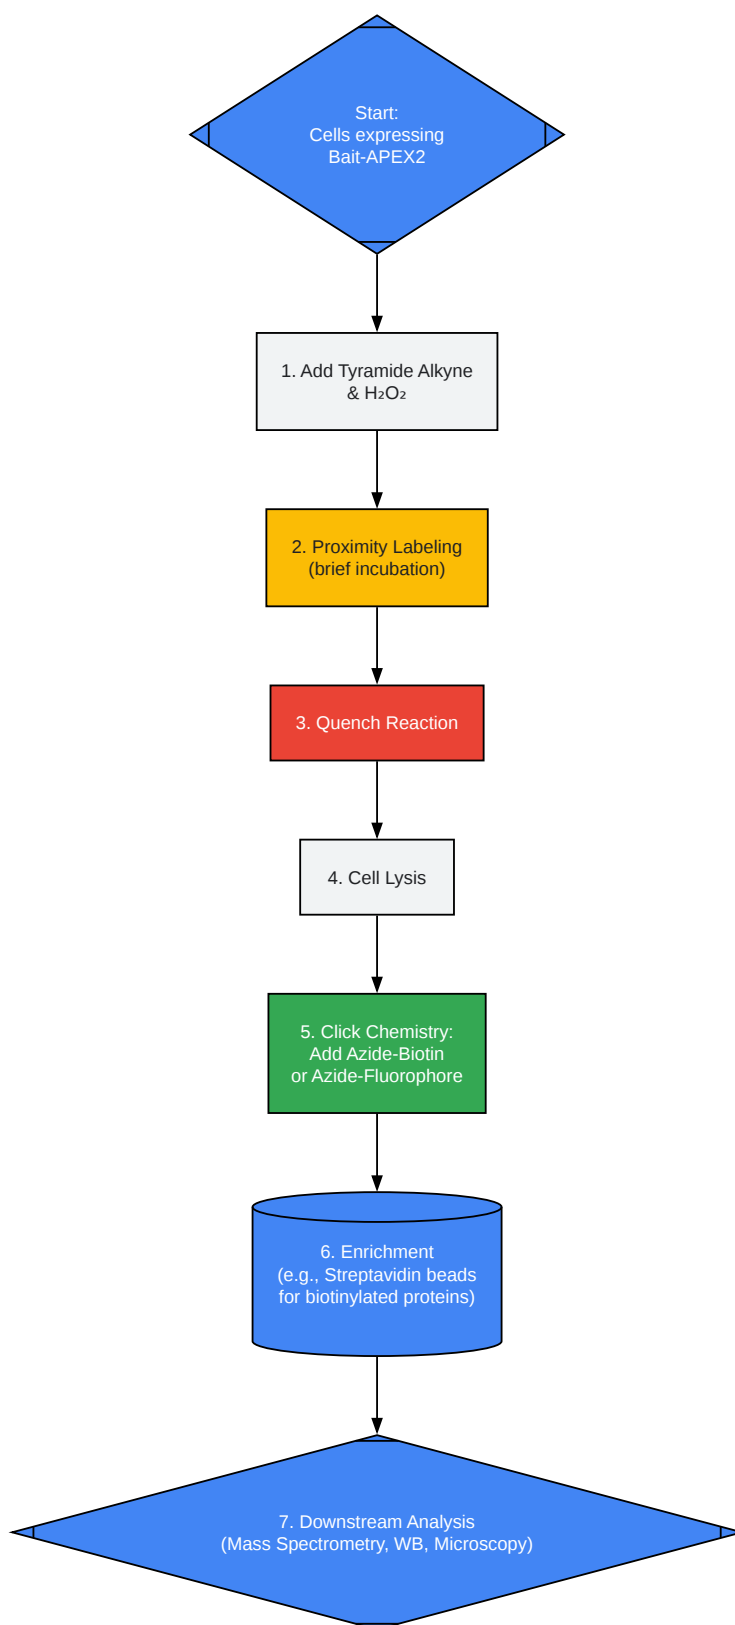 Start:
Cells expressing
Bait-APEX2
1. Add Tyramide Alkyne
& H₂O₂
2. Proximity Labeling
(brief incubation)
3. Quench Reaction
4. Cell Lysis
5. Click Chemistry:
Add Azide-Biotin
or Azide-Fluorophore
6. Enrichment
(e.g., Streptavidin beads
for biotinylated proteins)
7. Downstream Analysis
(Mass Spectrometry, WB, Microscopy)